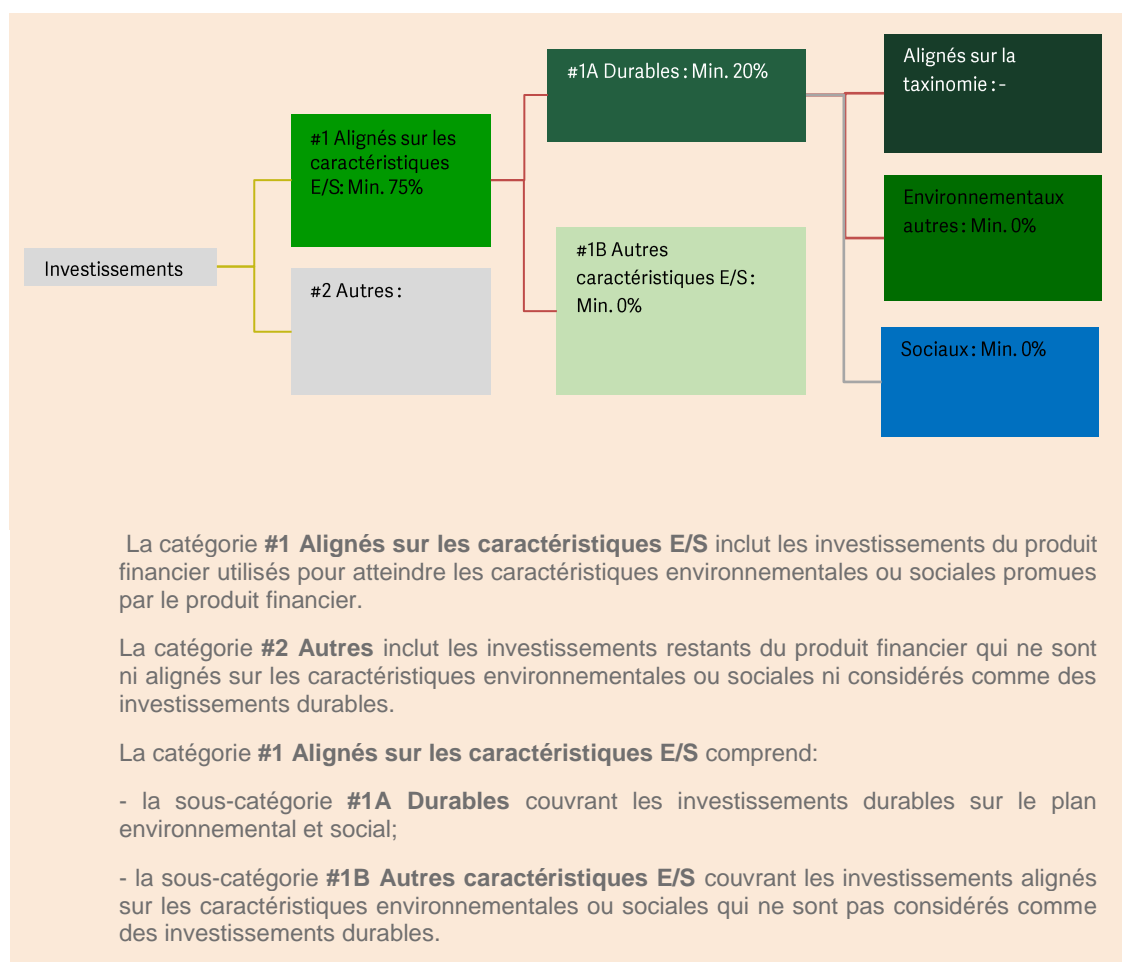 Investissements
#1 Alignés sur les
caractéristiques
E/S: Min. 75%
#2 Autres :
#1A Durables : Min. 20%
#1B Autres
caractéristiques E/S :
Min. 0%
Alignés sur la
taxinomie : -
Environnementaux
autres : Min. 0%
Sociaux : Min. 0%
La catégorie #1 Alignés sur les caractéristiques E/S inclut les investissements du produit
financier utilisés pour atteindre les caractéristiques environnementales ou sociales promues
par le produit financier.
La catégorie #2 Autres inclut les investissements restants du produit financier qui ne sont
ni alignés sur les caractéristiques environnementales ou sociales ni considérés comme des
investissements durables.
La catégorie #1 Alignés sur les caractéristiques E/S comprend:
- la sous-catégorie #1A Durables couvrant les investissements durables sur le plan
environnemental et social;
- la sous-catégorie #1B Autres caractéristiques E/S couvrant les investissements alignés
sur les caractéristiques environnementales ou sociales qui ne sont pas considérés comme
des investissements durables.